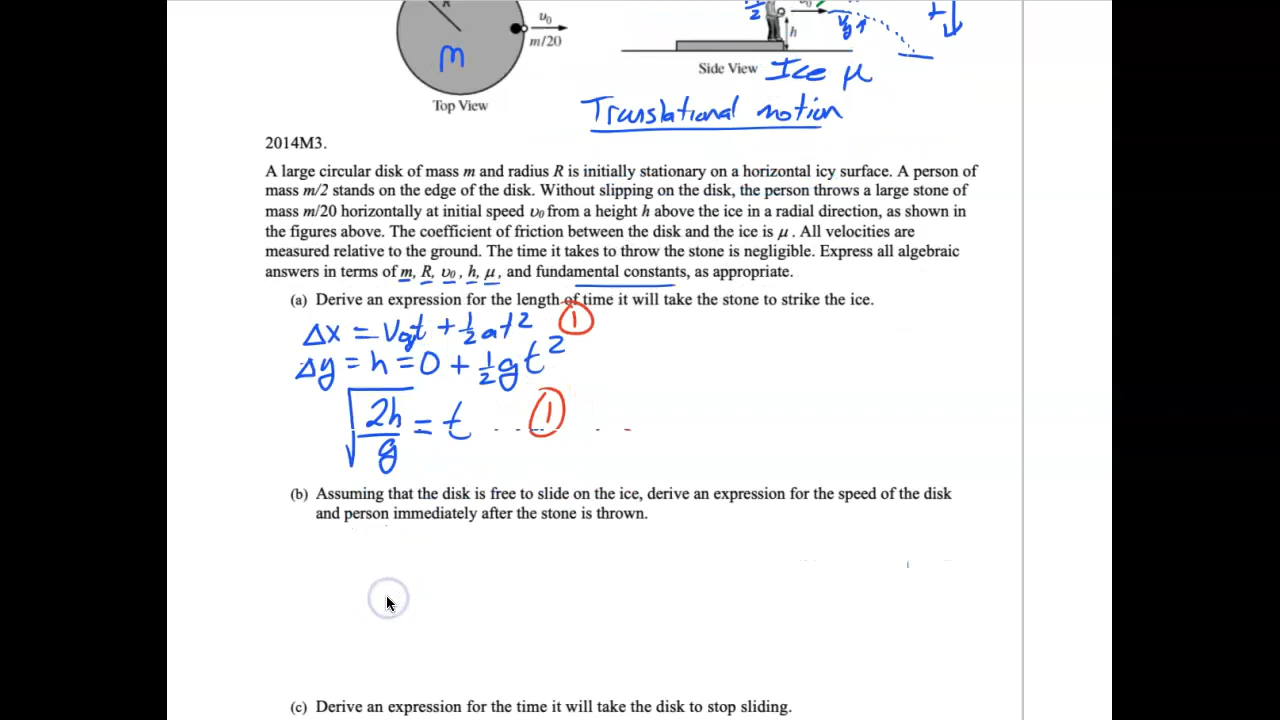 R
v0
m/20
m
Top View
1/2
v0
h
+
Side View
Ice μ
Translational motion
2014M3.
A large circular disk of mass m and radius R is initially stationary on a horizontal icy surface. A person of
mass m/2 stands on the edge of the disk. Without slipping on the disk, the person throws a large stone of
mass m/20 horizontally at initial speed υ0 from a height h above the ice in a radial direction, as shown in
the figures above. The coefficient of friction between the disk and the ice is μ. All velocities are
measured relative to the ground. The time it takes to throw the stone is negligible. Express all algebraic
answers in terms of m, R, υ0, h, μ, and fundamental constants, as appropriate.
(a) Derive an expression for the length of time it will take the stone to strike the ice.
Δx = v0yt + 1/2 at² ①
Δy = h = 0 + 1/2 gt²
√(2h/g) = t ①
(b) Assuming that the disk is free to slide on the ice, derive an expression for the speed of the disk
and person immediately after the stone is thrown.
(c) Derive an expression for the time it will take the disk to stop sliding.